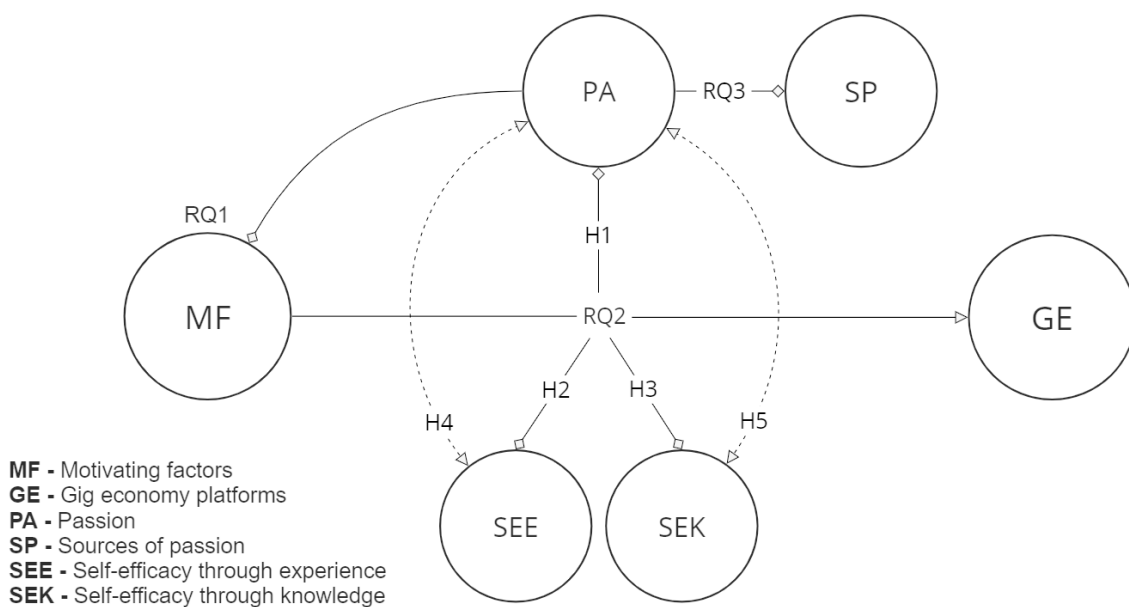 PA
RQ3
SP
RQ1
H1
MF
RQ2
GE
H2
H3
H4
H5
SEE
SEK
MF - Motivating factors
GE - Gig economy platforms
PA - Passion
SP - Sources of passion
SEE - Self-efficacy through experience
SEK - Self-efficacy through knowledge